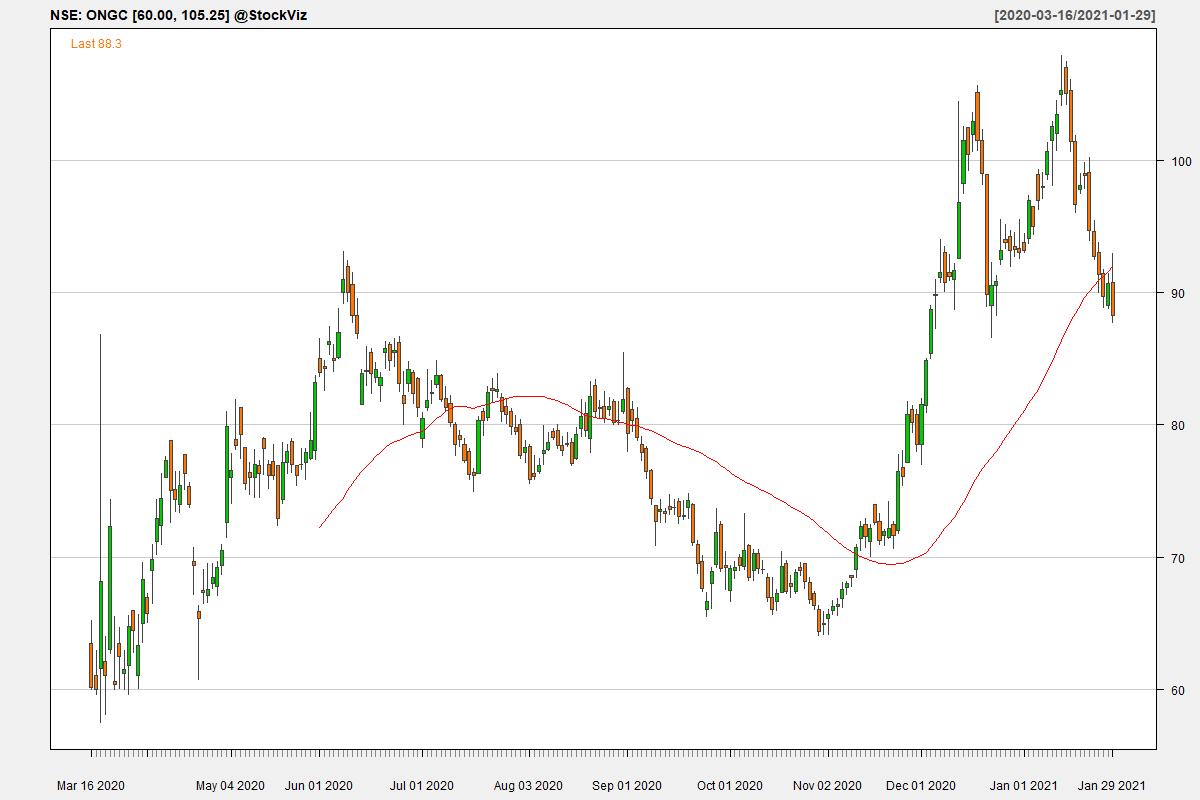 NSE: ONGC [60.00, 105.25] @StockViz [2020-03-16/2021-01-29]
Last 88.3
100
90
80
70
60
Mar 16 2020 May 04 2020 Jun 01 2020 Jul 01 2020 Aug 03 2020 Sep 01 2020 Oct 01 2020 Nov 02 2020 Dec 01 2020 Jan 01 2021 Jan 29 2021